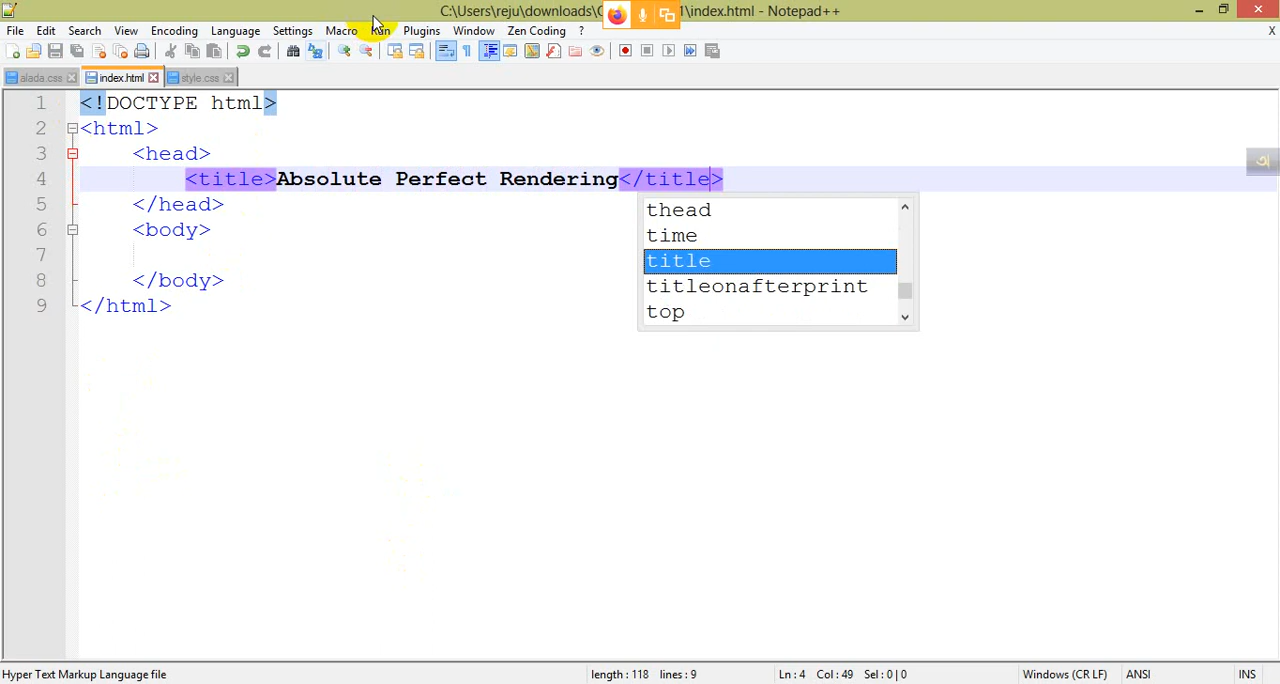 C:\Users\reju\downloads\ 1\index.html - Notepad++
File Edit Search View Encoding Language Settings Macro Run Plugins Window Zen Coding ? X
alada.css index.html style.css
1 <!DOCTYPE html>
2 <html>
3 <head>
4 <title>Absolute Perfect Rendering</title>
5 </head>
6 <body>
7
8 </body>
9 </html>
thead
time
title
titleonafterprint
top
Hyper Text Markup Language file length : 118 lines : 9 Ln : 4 Col : 49 Sel : 0 | 0 Windows (CR LF) ANSI INS